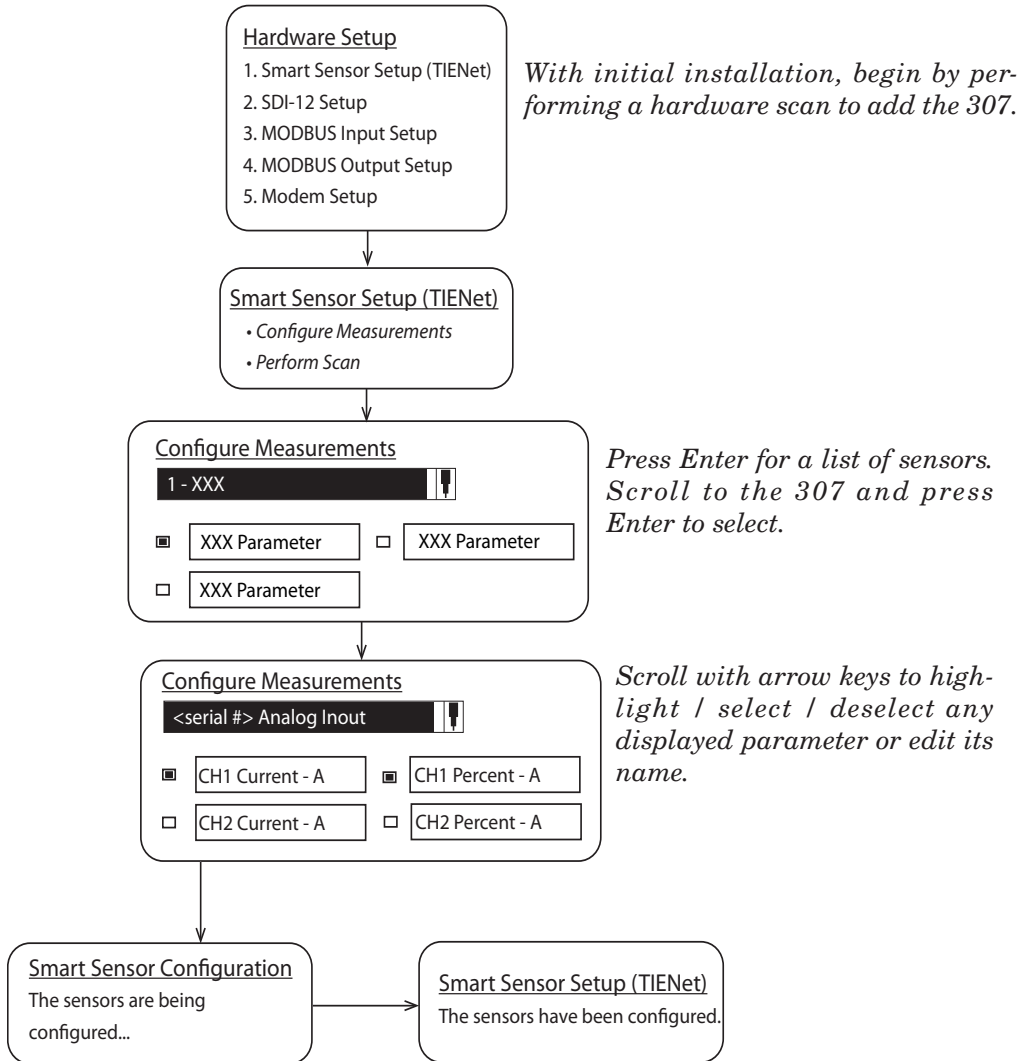 Hardware Setup
1. Smart Sensor Setup (TIENet)
2. SDI-12 Setup
3. MODBUS Input Setup
4. MODBUS Output Setup
5. Modem Setup
With initial installation, begin by per-
forming a hardware scan to add the 307.
Smart Sensor Setup (TIENet)
• Configure Measurements
• Perform Scan
Configure Measurements
1 - XXX
XXX Parameter
XXX Parameter
XXX Parameter
Press Enter for a list of sensors.
Scroll to the 307 and press
Enter to select.
Configure Measurements
<serial #> Analog Inout
CH1 Current - A
CH1 Percent - A
CH2 Current - A
CH2 Percent - A
Scroll with arrow keys to high-
light / select / deselect any
displayed parameter or edit its
name.
Smart Sensor Configuration
The sensors are being
configured...
Smart Sensor Setup (TIENet)
The sensors have been configured.